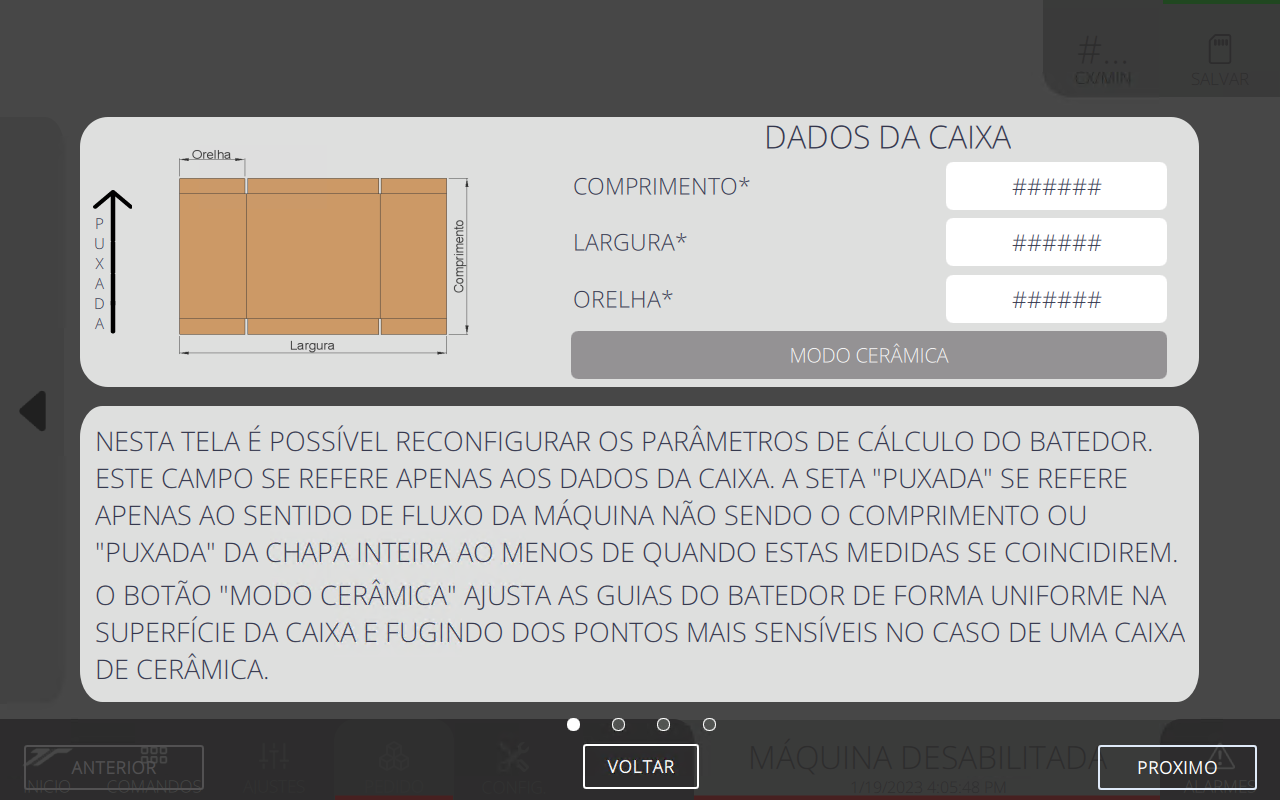 #...
CX/MIN
SALVAR
DADOS DA CAIXA
Orelha
COMPRIMENTO*
######
PUXADA
Comprimento
LARGURA*
######
ORELHA*
######
Largura
MODO CERÂMICA
NESTA TELA É POSSÍVEL RECONFIGURAR OS PARÂMETROS DE CÁLCULO DO BATEDOR.
ESTE CAMPO SE REFERE APENAS AOS DADOS DA CAIXA. A SETA "PUXADA" SE REFERE
APENAS AO SENTIDO DE FLUXO DA MÁQUINA NÃO SENDO O COMPRIMENTO OU
"PUXADA" DA CHAPA INTEIRA AO MENOS DE QUANDO ESTAS MEDIDAS SE COINCIDIREM.
O BOTÃO "MODO CERÂMICA" AJUSTA AS GUIAS DO BATEDOR DE FORMA UNIFORME NA
SUPERFÍCIE DA CAIXA E FUGINDO DOS PONTOS MAIS SENSÍVEIS NO CASO DE UMA CAIXA
DE CERÂMICA.
ANTERIOR
VOLTAR
MÁQUINA DESABILITADA
PROXIMO
INICIO
COMANDOS
AJUSTES
CONFIG
1/19/2023 4:05:48 PM
ALARMES